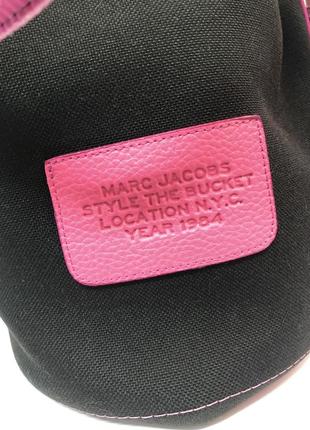 MARC JACOBS
STYLE THE BUCKET
LOCATION N.Y.C.
YEAR 1984